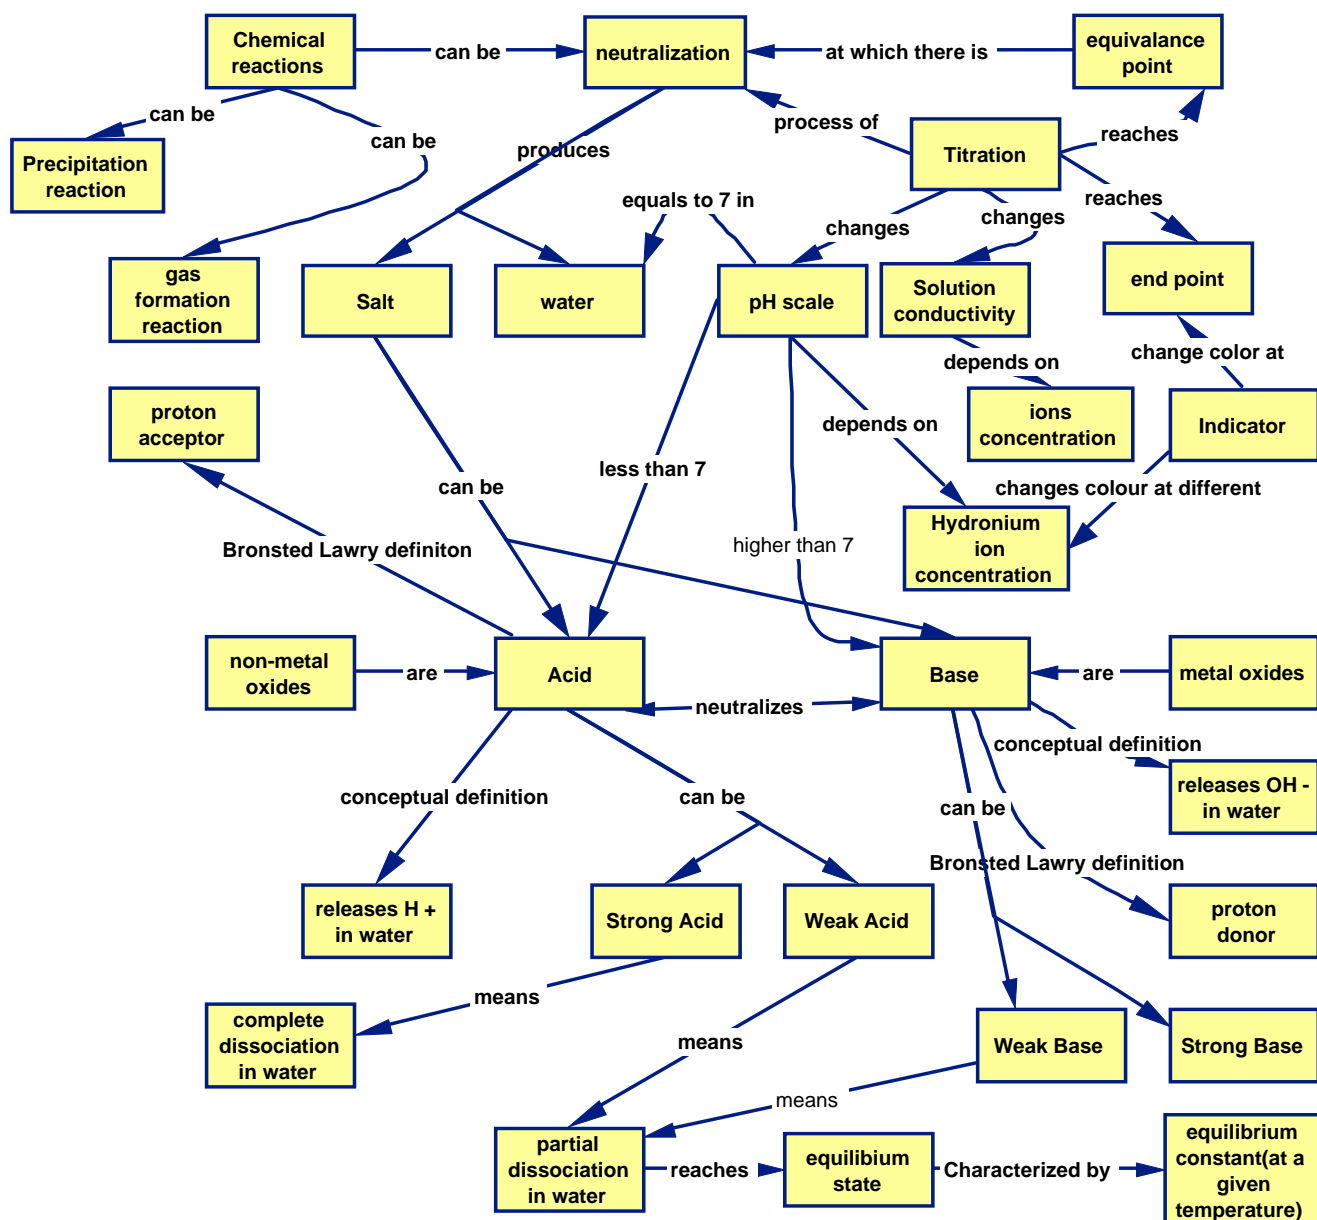 Chemical
reactions
can be
neutralization
at which there is
equivalance
point
can be
can be
produces
process of
Titration
reaches
Precipitation
reaction
equals to 7 in
changes
changes
reaches
gas
formation
reaction
Salt
water
pH scale
Solution
conductivity
end point
depends on
change color at
proton
acceptor
ions
concentration
Indicator
depends on
less than 7
can be
changes colour at different
Hydronium
ion
concentration
higher than 7
Bronsted Lawry definiton
non-metal
oxides
are
Acid
neutralizes
Base
are
metal oxides
conceptual definition
can be
conceptual definition
releases OH -
in water
can be
Bronsted Lawry definition
releases H +
in water
Strong Acid
Weak Acid
proton
donor
means
complete
dissociation
in water
means
Weak Base
Strong Base
means
partial
dissociation
in water
reaches
equilibium
state
Characterized by
equilibrium
constant(at a
given
temperature)